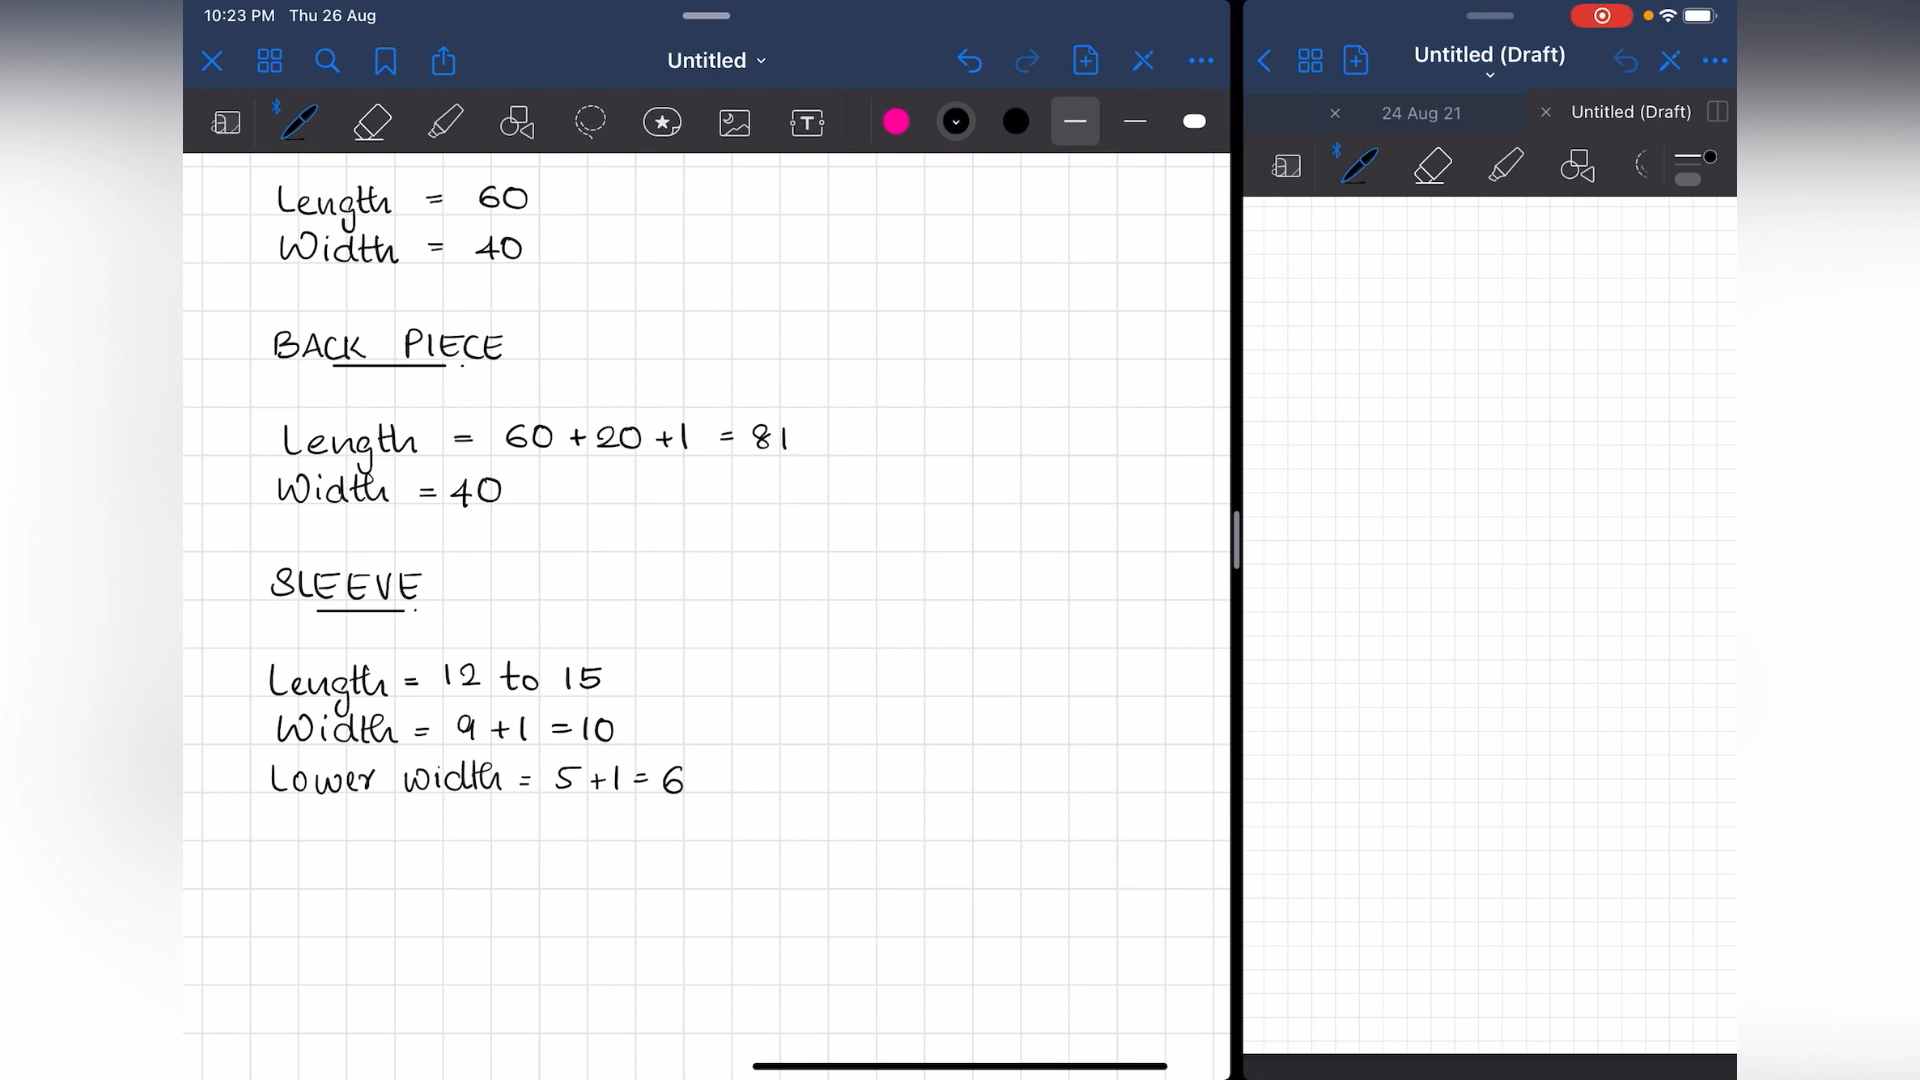 10:23 PM Thu 26 Aug
Untitled
Untitled (Draft)
24 Aug 21
Untitled (Draft)
Length = 60
Width = 40
BACK PIECE
Length = 60 + 20 + 1 = 81
Width = 40
SLEEVE
Length = 12 to 15
Width = 9 + 1 = 10
Lower width = 5 + 1 = 6